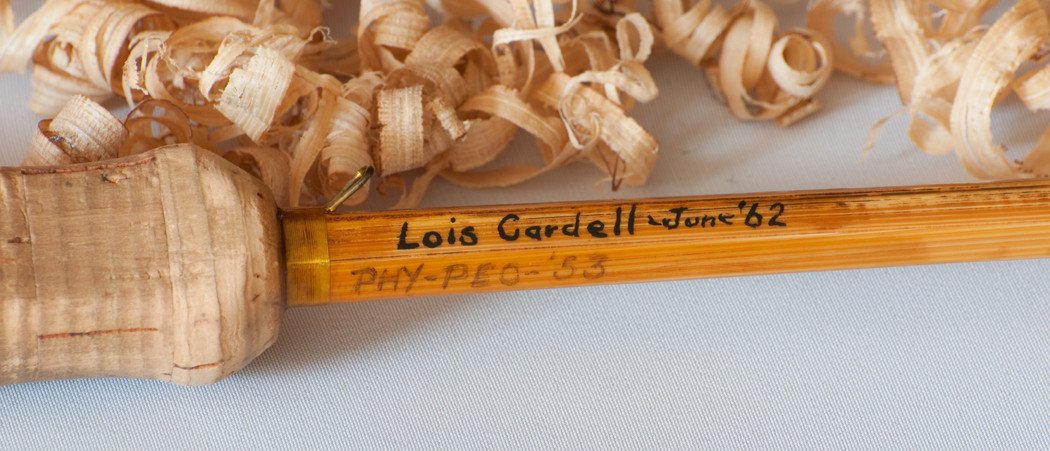 Lois Cardell - June '62
PHY-PEO-'53